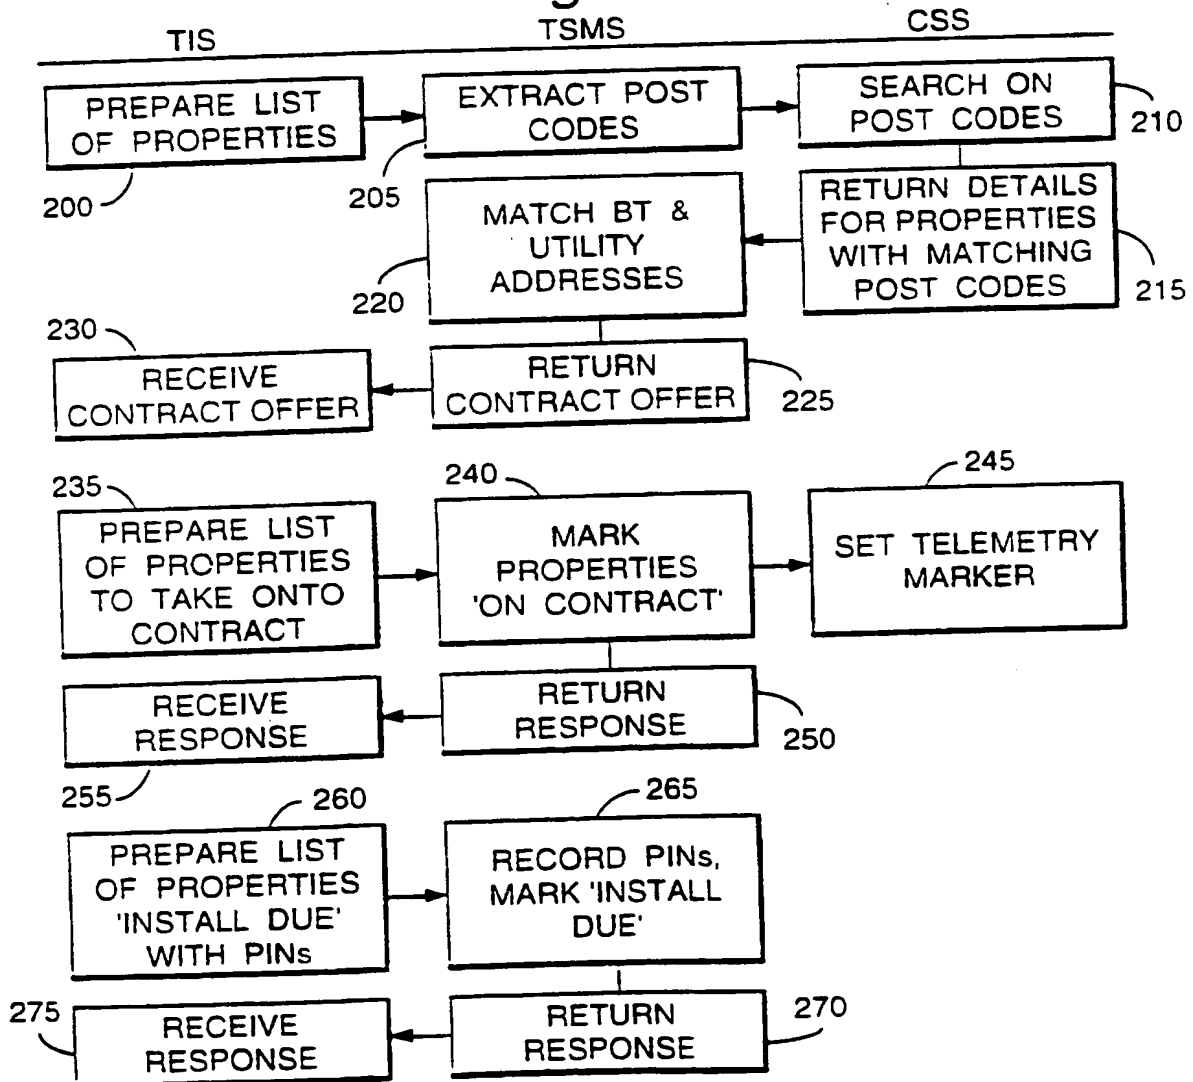 TIS TSMS CSS
PREPARE LIST
OF PROPERTIES
200
EXTRACT POST
CODES
205
SEARCH ON
POST CODES
210
RETURN DETAILS
FOR PROPERTIES
WITH MATCHING
POST CODES
215
MATCH BT &
UTILITY
ADDRESSES
220
RETURN
CONTRACT OFFER
225
230
RECEIVE
CONTRACT OFFER
235
PREPARE LIST
OF PROPERTIES
TO TAKE ONTO
CONTRACT
240
MARK
PROPERTIES
'ON CONTRACT'
245
SET TELEMETRY
MARKER
RETURN
RESPONSE
250
RECEIVE
RESPONSE
255
260
PREPARE LIST
OF PROPERTIES
'INSTALL DUE'
WITH PINs
265
RECORD PINs,
MARK 'INSTALL
DUE'
RETURN
RESPONSE
270
275
RECEIVE
RESPONSE